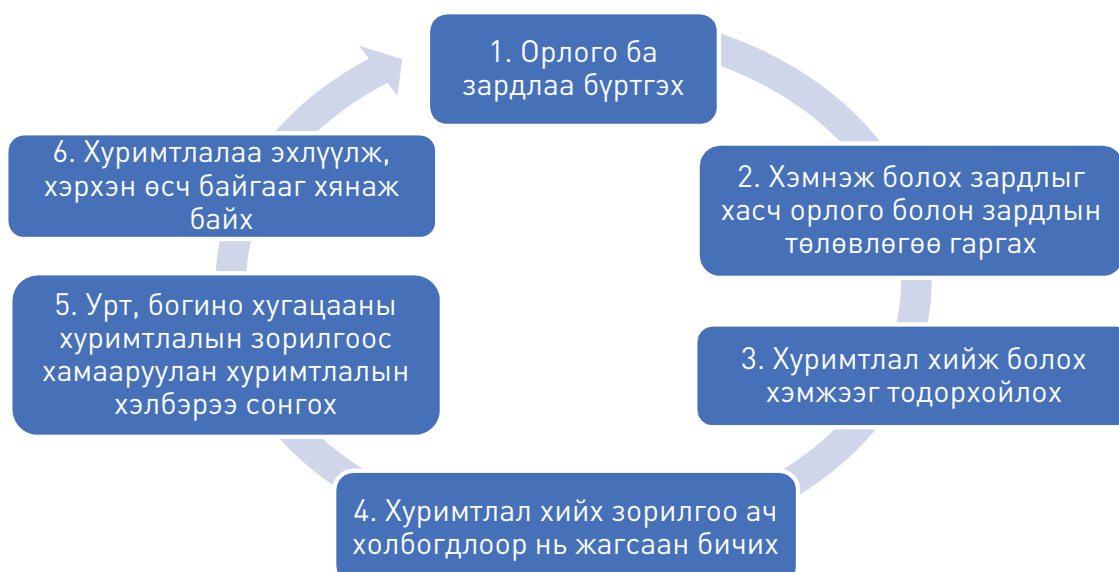 1. Орлого ба
зардлаа бүртгэх
2. Хэмнэж болох зардлыг
хасч орлого болон зардлын
төлөвлөгөө гаргах
3. Хуримтлал хийж болох
хэмжээг тодорхойлох
4. Хуримтлал хийх зорилгоо ач
холбогдлоор нь жагсаан бичих
5. Урт, богино хугацааны
хуримтлалын зорилгоос
хамааруулан хуримтлалын
хэлбэрээ сонгох
6. Хуримтлалаа эхлүүлж,
хэрхэн өсч байгааг хянаж
байх